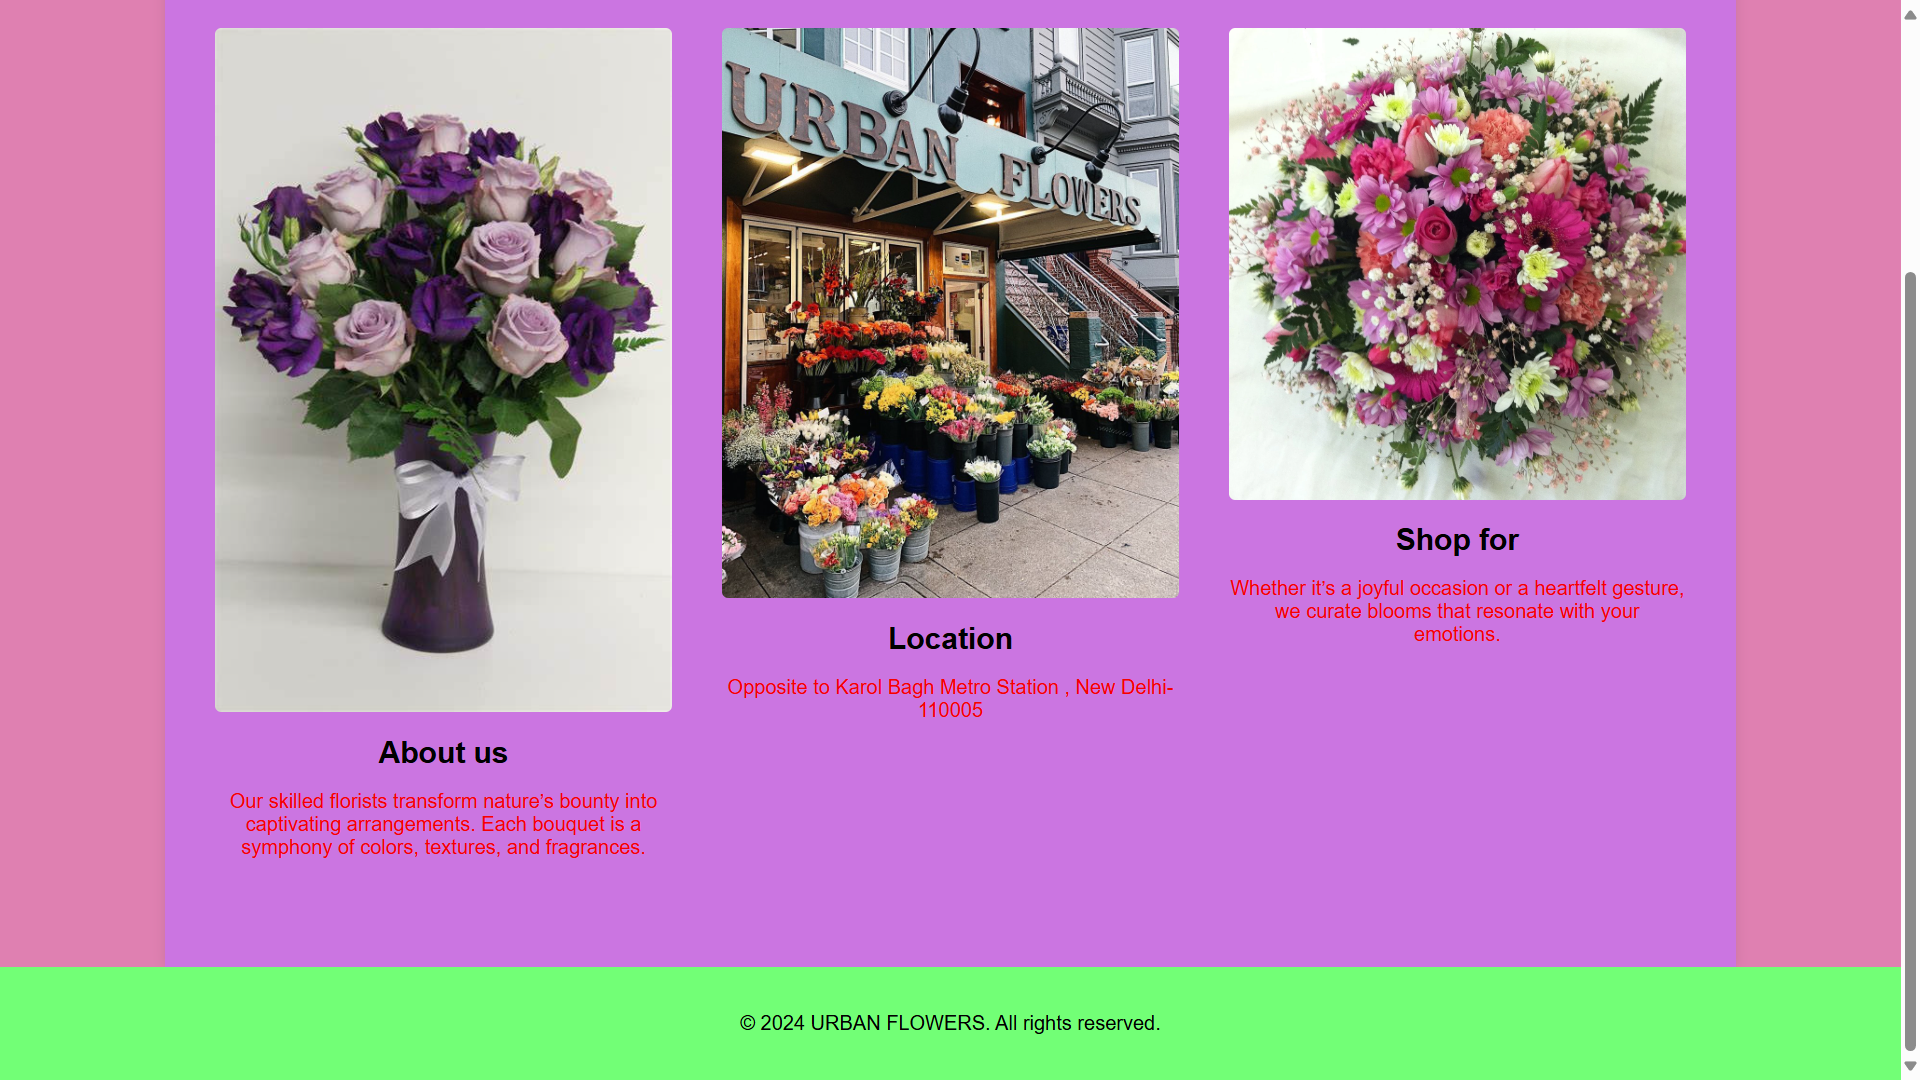 URBAN FLOWERS
Shop for
Whether it’s a joyful occasion or a heartfelt gesture,
we curate blooms that resonate with your
emotions.
Location
Opposite to Karol Bagh Metro Station , New Delhi-
110005
About us
Our skilled florists transform nature’s bounty into
captivating arrangements. Each bouquet is a
symphony of colors, textures, and fragrances.
© 2024 URBAN FLOWERS. All rights reserved.